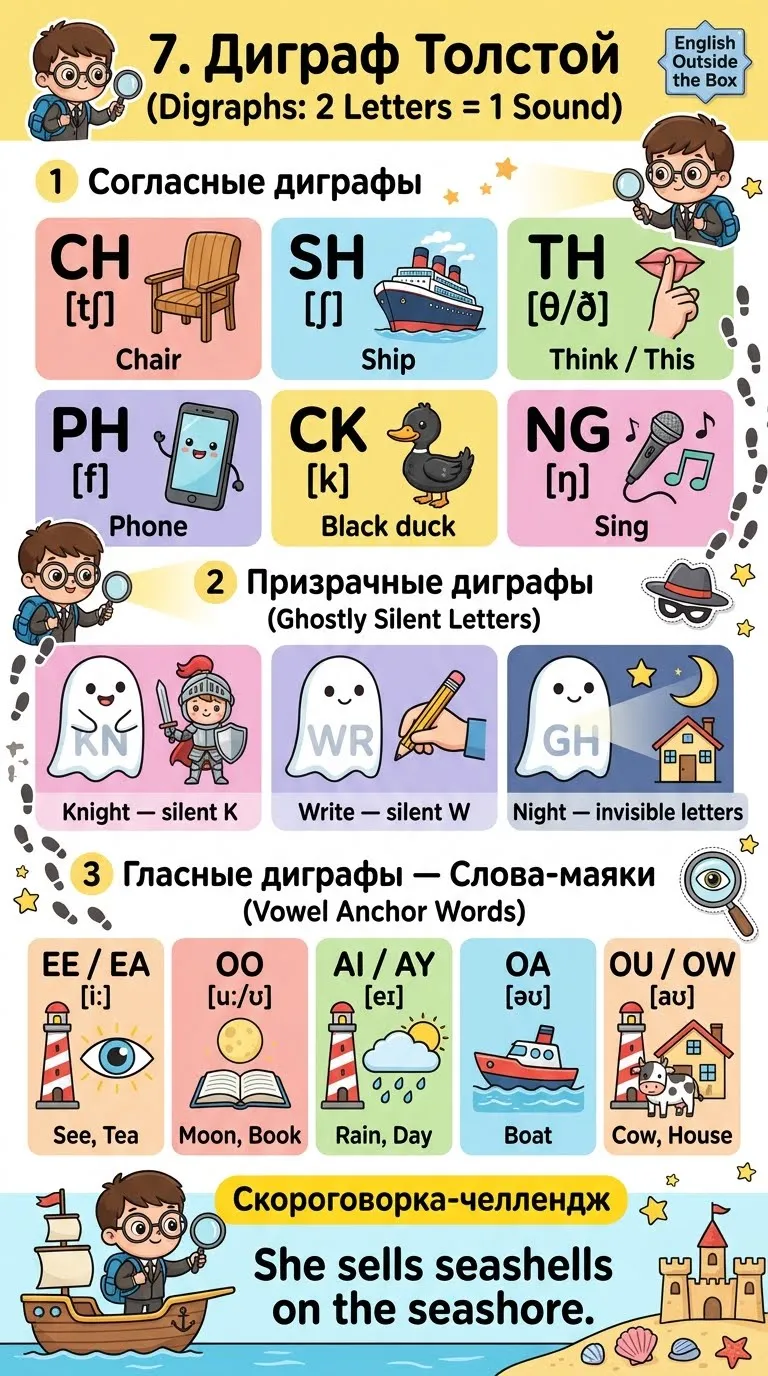 7. Диграф Толстой
(Digraphs: 2 Letters = 1 Sound)
English
Outside
the Box
1 Согласные диграфы
CH
[tʃ]
Chair
SH
[ʃ]
Ship
TH
[θ/ð]
Think / This
PH
[f]
Phone
CK
[k]
Black duck
NG
[ŋ]
Sing
2 Призрачные диграфы
(Ghostly Silent Letters)
KN
Knight — silent K
WR
Write — silent W
GH
Night — invisible letters
3 Гласные диграфы — Слова-маяки
(Vowel Anchor Words)
EE / EA
[i:]
See, Tea
OO
[u:/ʊ]
Moon, Book
AI / AY
[eɪ]
Rain, Day
OA
[əʊ]
Boat
OU / OW
[aʊ]
Cow, House
Скороговорка-челлендж
She sells seashells
on the seashore.